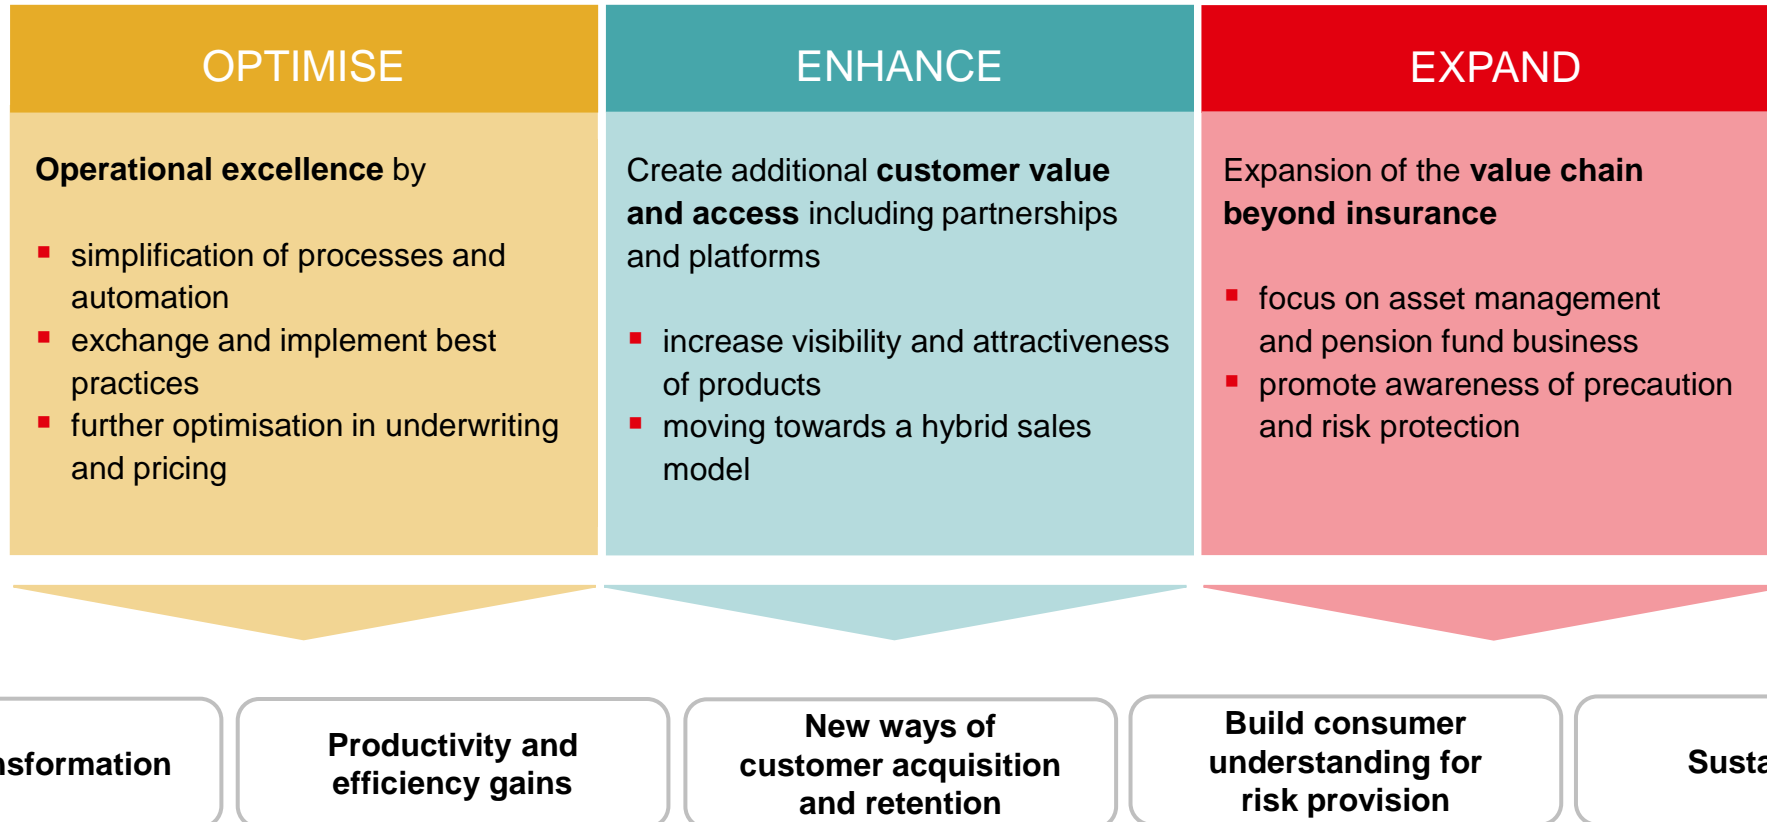 OPTIMISE
Operational excellence by
simplification of processes and
automation
exchange and implement best
practices
further optimisation in underwriting
and pricing
ENHANCE
Create additional customer value
and access including partnerships
and platforms
increase visibility and attractiveness
of products
moving towards a hybrid sales
model
EXPAND
Expansion of the value chain
beyond insurance
focus on asset management
and pension fund business
promote awareness of precaution
and risk protection
Productivity and
efficiency gains
New ways of
customer acquisition
and retention
Build consumer
understanding for
risk provision